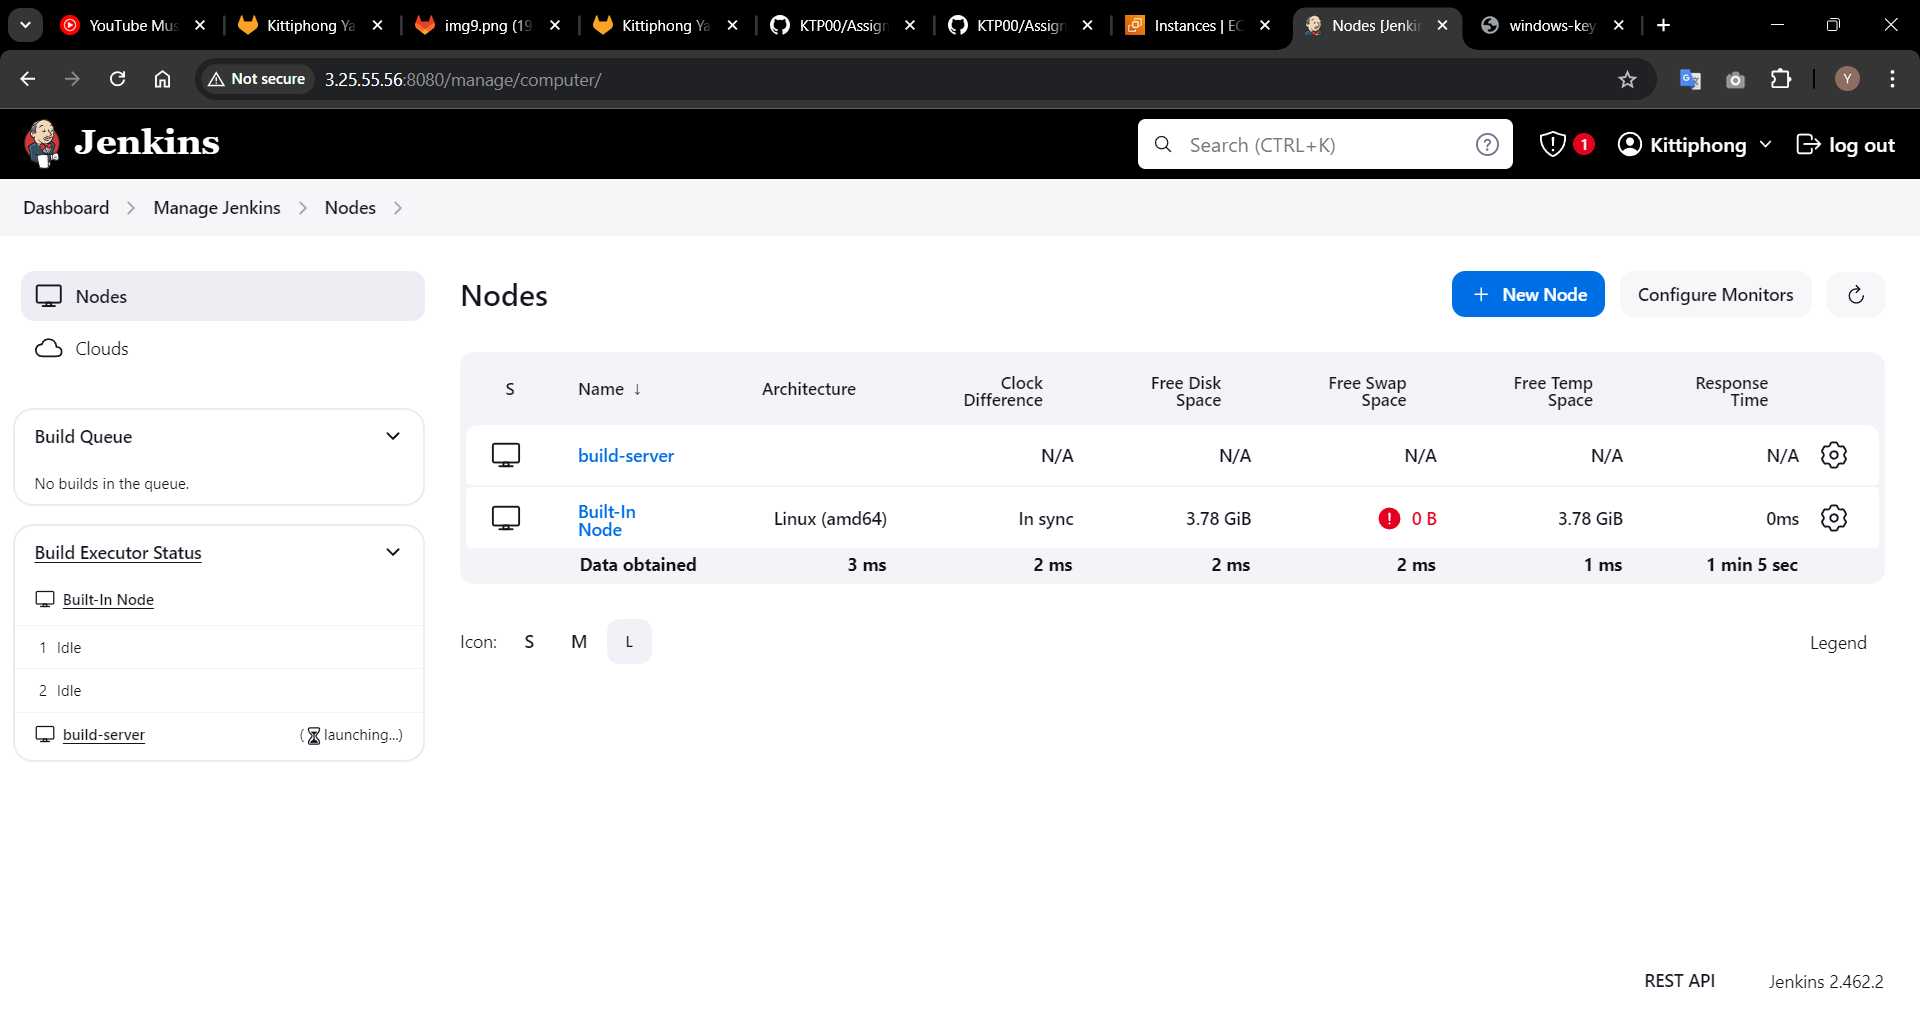 YouTube Mus
Kittiphong Ya
img9.png (19
Kittiphong Ya
KTP00/Assign
KTP00/Assign
Instances | EC
Nodes [Jenkin
windows-key
Not secure
3.25.55.56:8080/manage/computer/
Y
Jenkins
Search (CTRL+K)
1
Kittiphong
log out
Dashboard
Manage Jenkins
Nodes
Nodes
Clouds
Build Queue
No builds in the queue.
Build Executor Status
Built-In Node
1 Idle
2 Idle
build-server
( launching...)
Nodes
+ New Node
Configure Monitors
S
Name ↓
Architecture
Clock
Difference
Free Disk
Space
Free Swap
Space
Free Temp
Space
Response
Time
build-server
N/A
N/A
N/A
N/A
N/A
Built-In
Node
Linux (amd64)
In sync
3.78 GiB
0 B
3.78 GiB
0ms
Data obtained
3 ms
2 ms
2 ms
2 ms
1 ms
1 min 5 sec
Icon: S M L
Legend
REST API
Jenkins 2.462.2